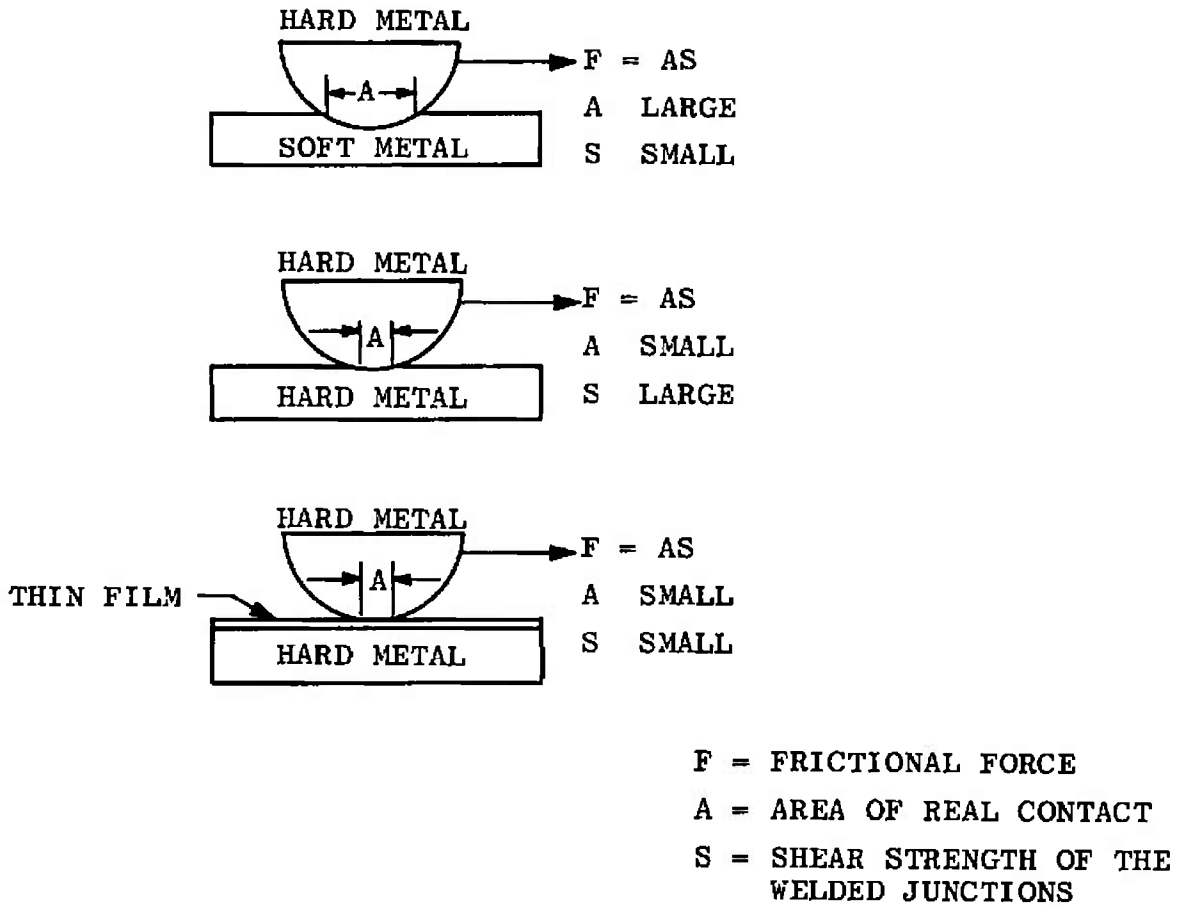 HARD METAL
F = AS
A
A LARGE
SOFT METAL
S SMALL
HARD METAL
F = AS
A
A SMALL
HARD METAL
S LARGE
HARD METAL
F = AS
A
THIN FILM
A SMALL
HARD METAL
S SMALL
F = FRICTIONAL FORCE
A = AREA OF REAL CONTACT
S = SHEAR STRENGTH OF THE
WELDED JUNCTIONS